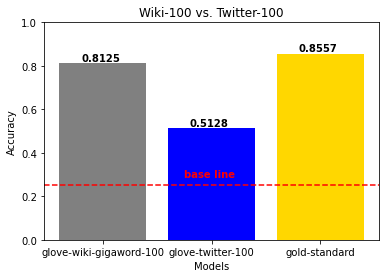 Wiki-100 vs. Twitter-100
Accuracy
1.0
0.8
0.6
0.4
0.2
0.0
0.8125
0.5128
0.8557
base line
glove-wiki-gigaword-100 glove-twitter-100 gold-standard
Models